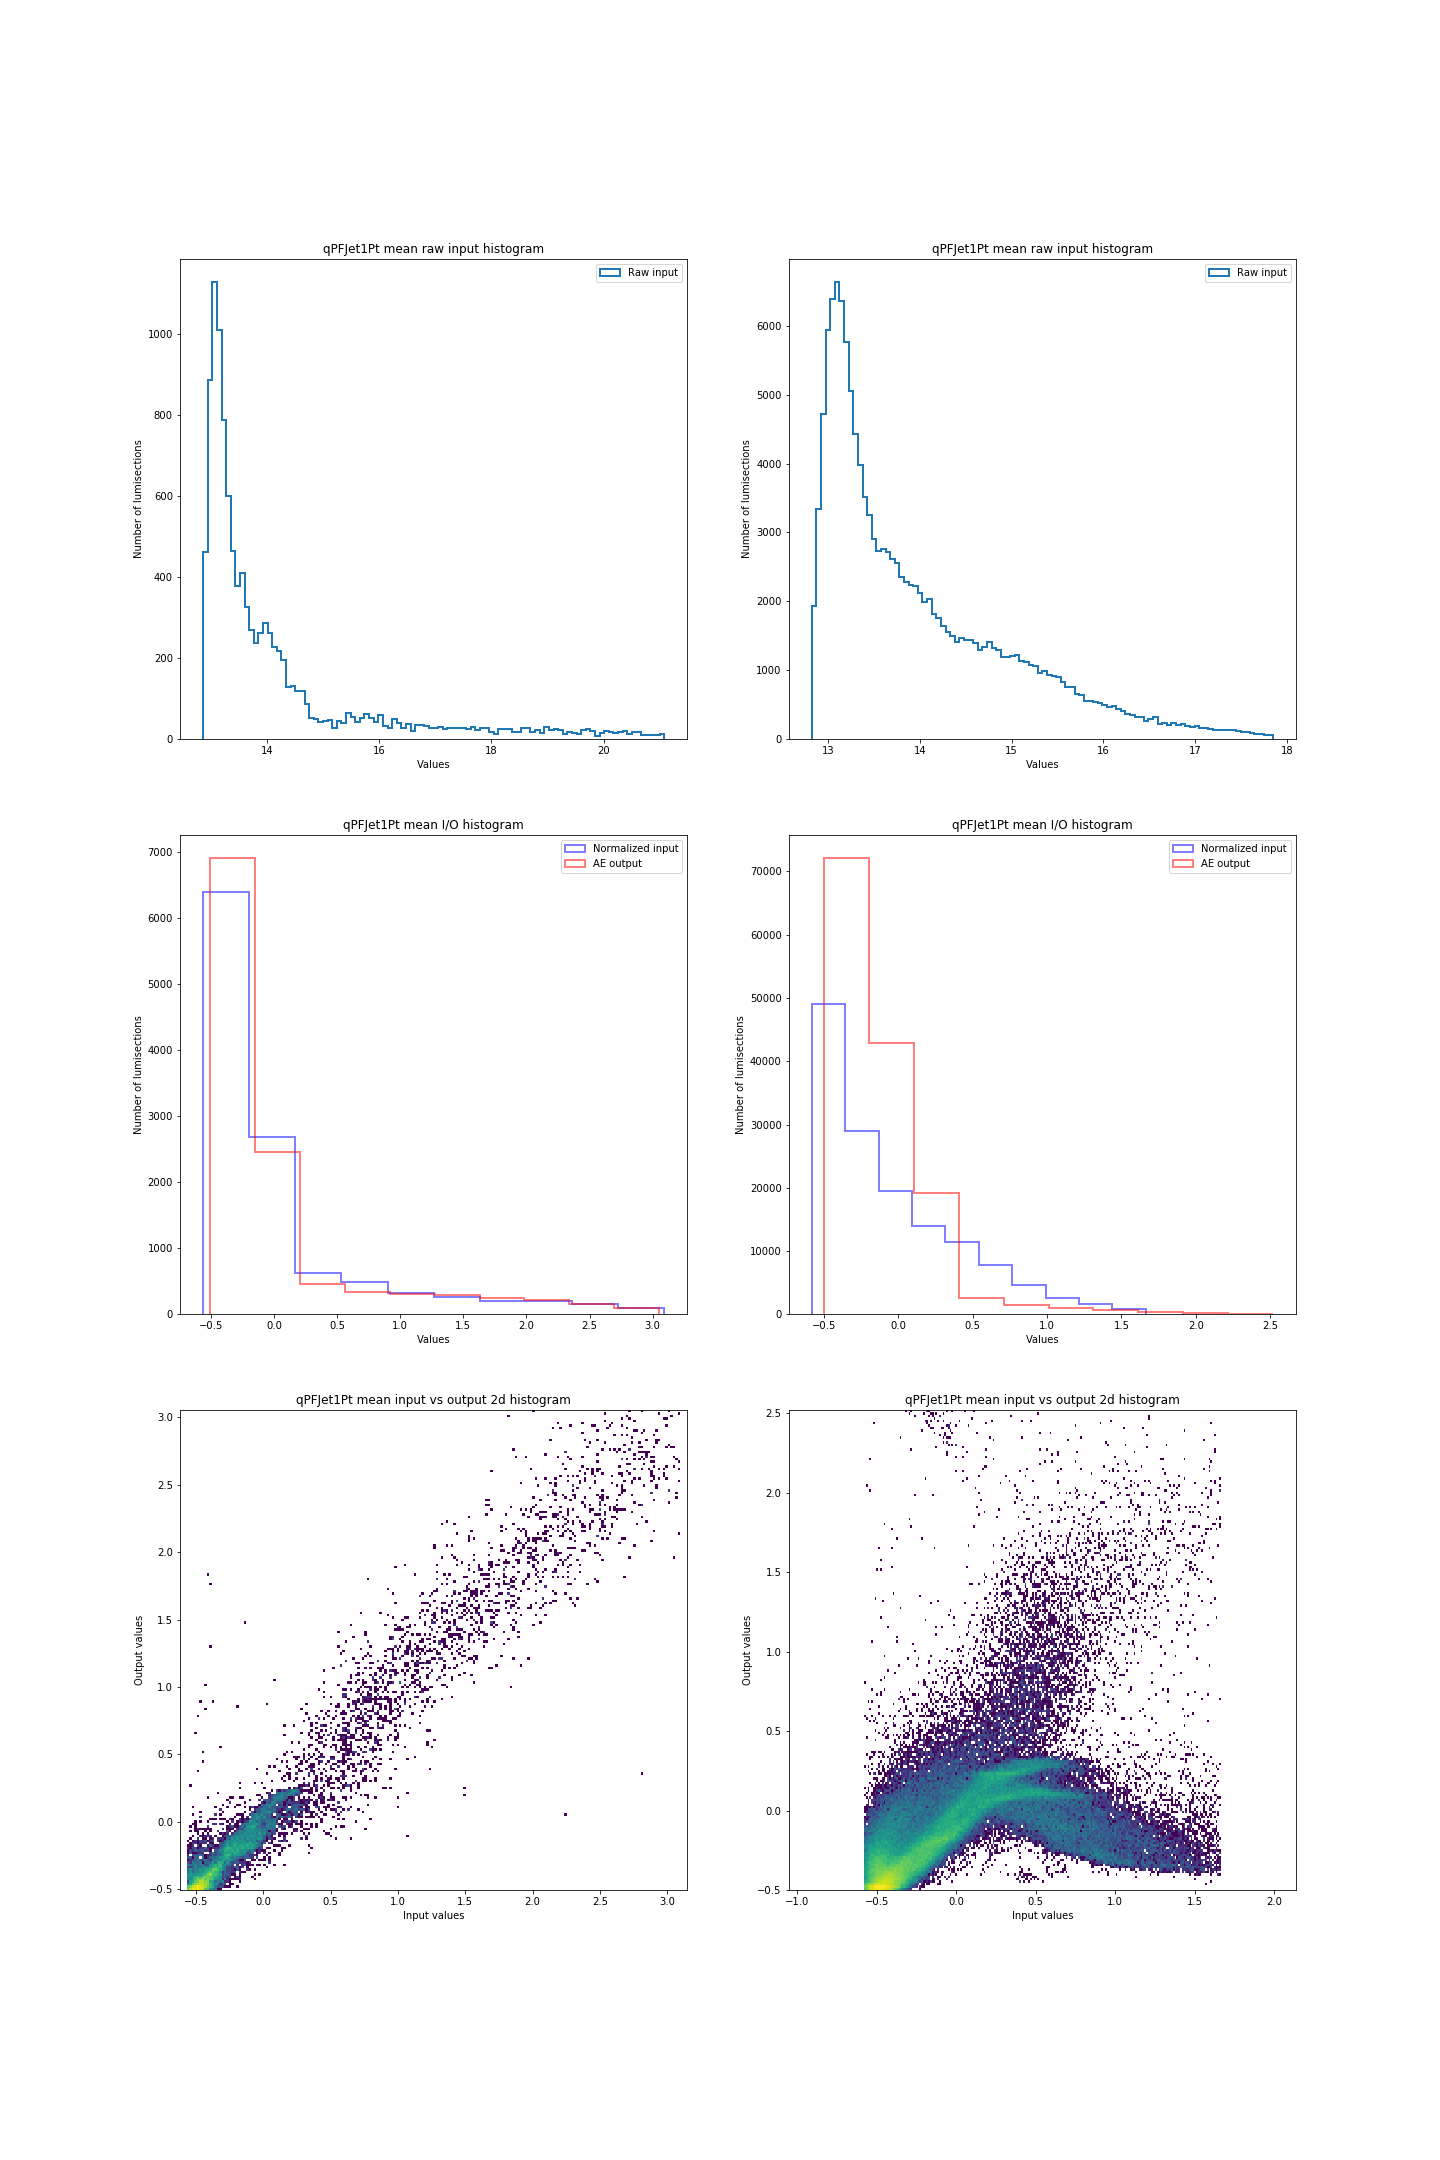 qPFJet1Pt mean raw input histogram
Raw input
1000
800
600
400
200
0
14 16 18 20
Number of lumisections
Values
qPFJet1Pt mean raw input histogram
Raw input
6000
5000
4000
3000
2000
1000
0
13 14 15 16 17 18
Number of lumisections
Values
qPFJet1Pt mean I/O histogram
Normalized input
AE output
7000
6000
5000
4000
3000
2000
1000
0
−0.5 0.0 0.5 1.0 1.5 2.0 2.5 3.0
Number of lumisections
Values
qPFJet1Pt mean I/O histogram
Normalized input
AE output
70000
60000
50000
40000
30000
20000
10000
0
−0.5 0.0 0.5 1.0 1.5 2.0 2.5
Number of lumisections
Values
qPFJet1Pt mean input vs output 2d histogram
3.0
2.5
2.0
1.5
1.0
0.5
0.0
−0.5
−0.5 0.0 0.5 1.0 1.5 2.0 2.5 3.0
Output values
Input values
qPFJet1Pt mean input vs output 2d histogram
2.5
2.0
1.5
1.0
0.5
0.0
−0.5
−1.0 −0.5 0.0 0.5 1.0 1.5 2.0
Output values
Input values